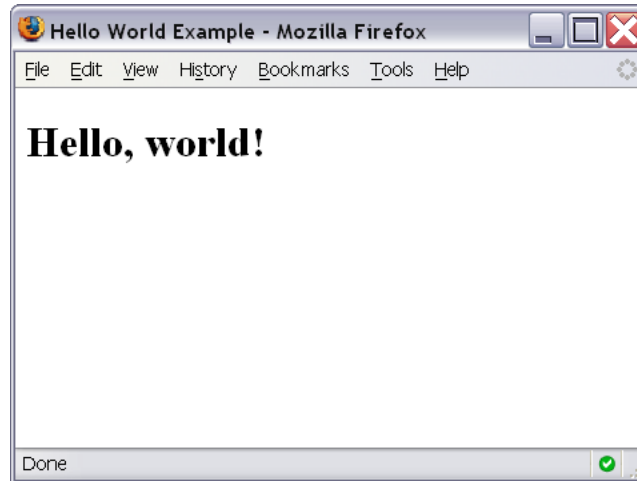 Hello World Example - Mozilla Firefox
File Edit View History Bookmarks Tools Help
Hello, world!
Done